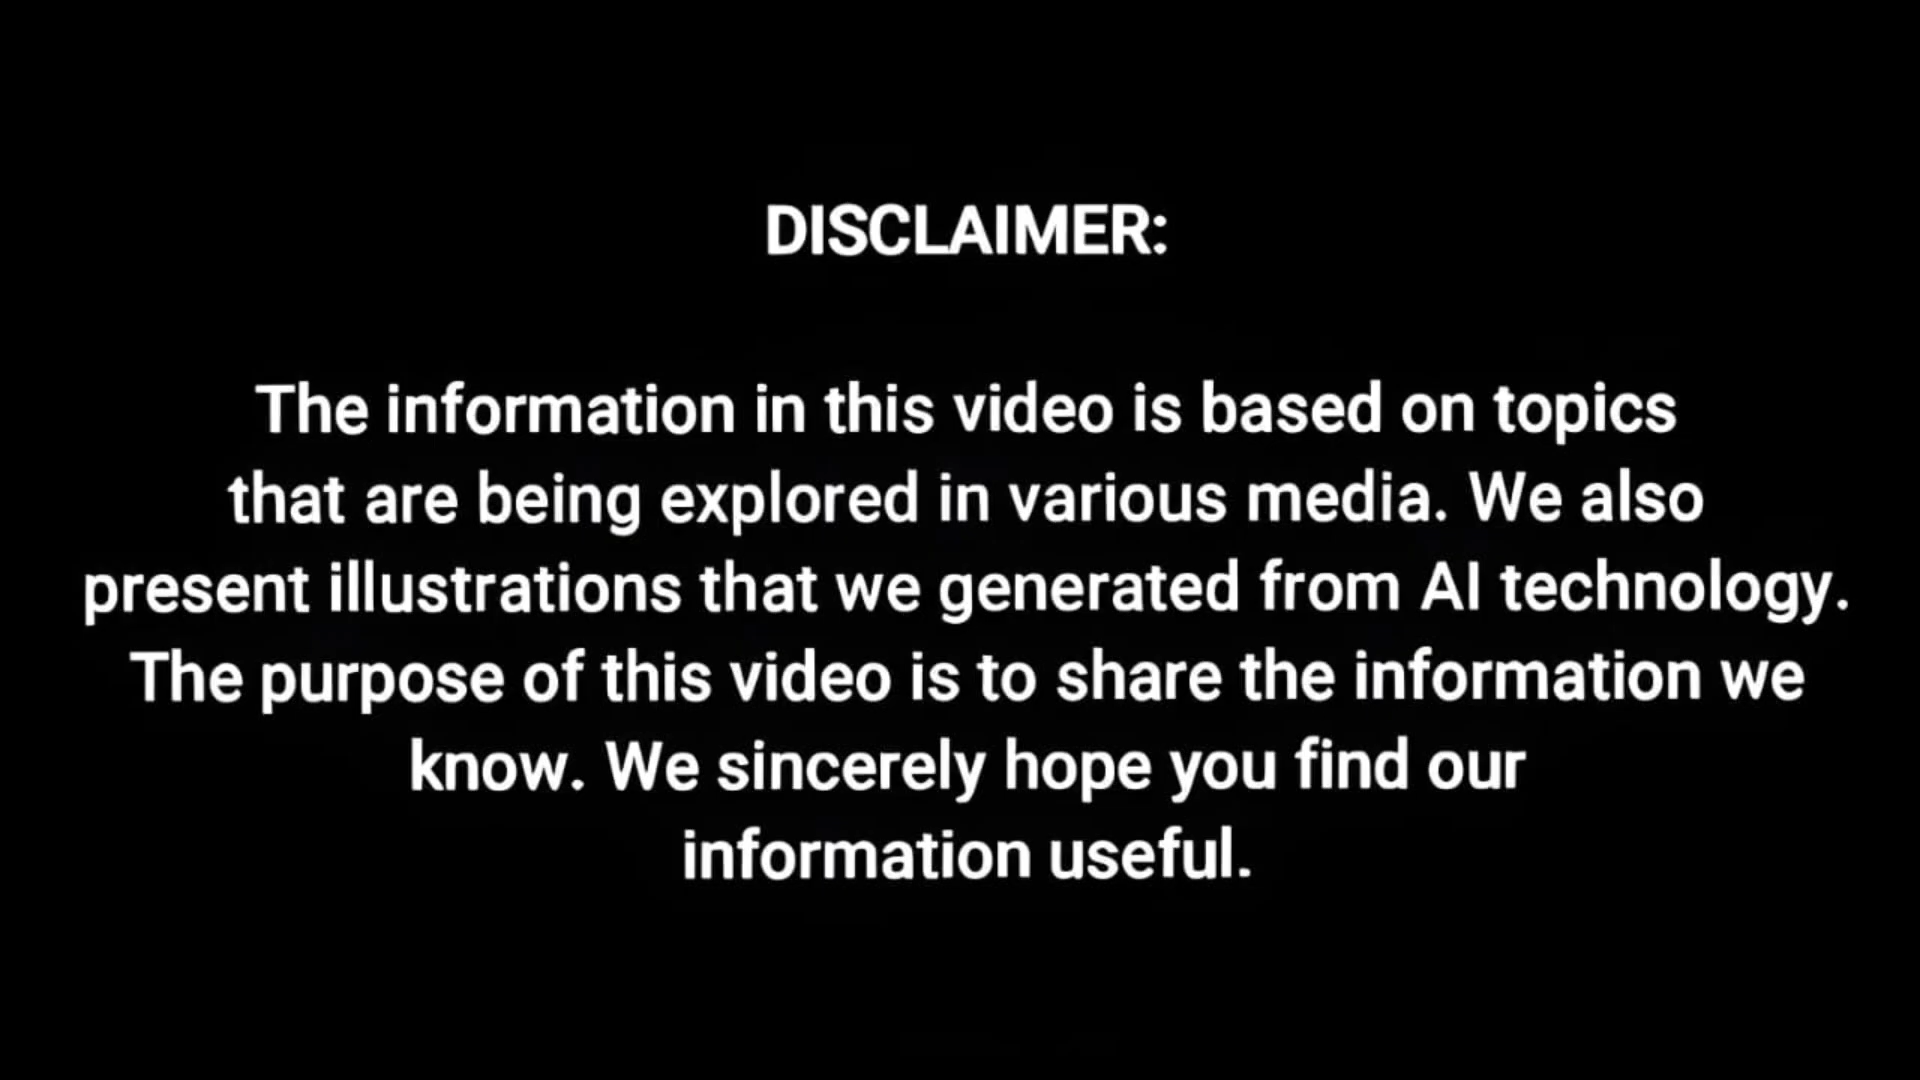 DISCLAIMER:
The information in this video is based on topics
that are being explored in various media. We also
present illustrations that we generated from AI technology.
The purpose of this video is to share the information we
know. We sincerely hope you find our
information useful.